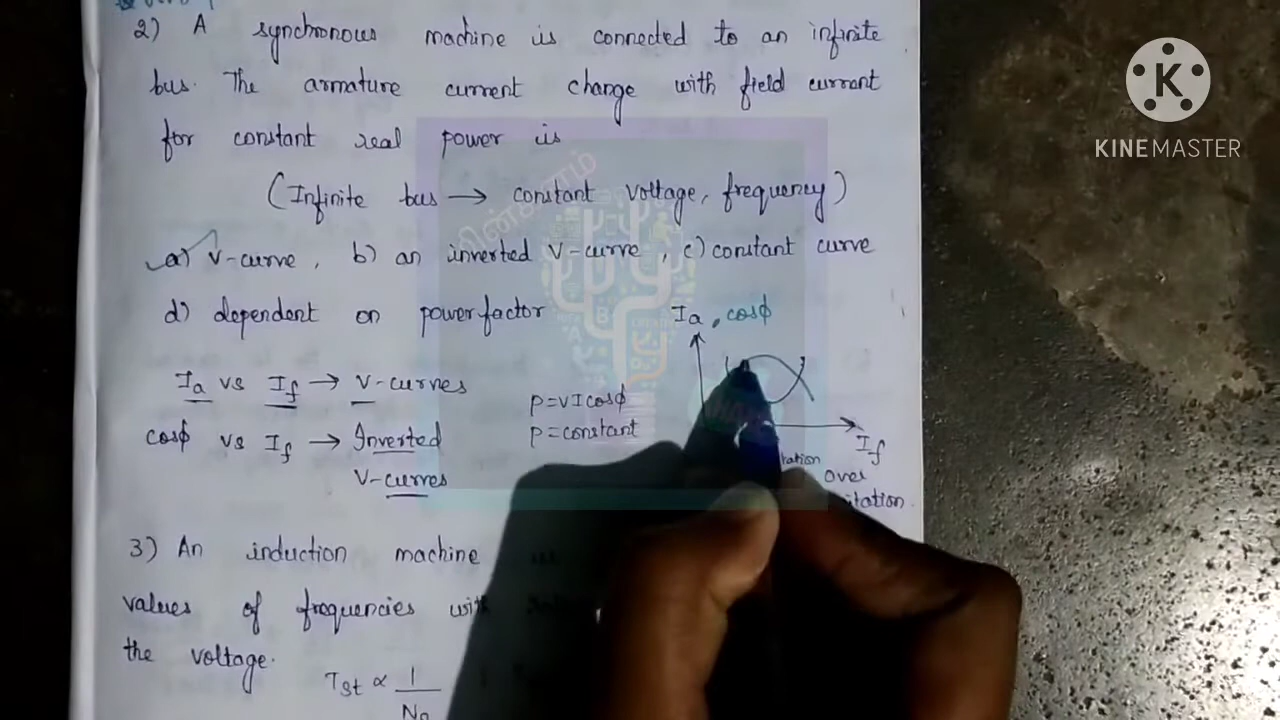 2) A synchronous machine is connected to an infinite
bus. The armature current change with field current
for constant real power is
(Infinite bus → constant voltage, frequency)
a) V-curve, b) an inverted V-curve, c) constant curve
d) dependent on powerfactor
Ia, cosϕ
Ia vs If → V-curves
P=VIcosϕ
cosϕ vs If → Inverted
P=constant
V-curves
If
Over
3) An induction machine
values of frequencies with
the voltage.
Tst ∝ 1
Ns
K
KINEMASTER